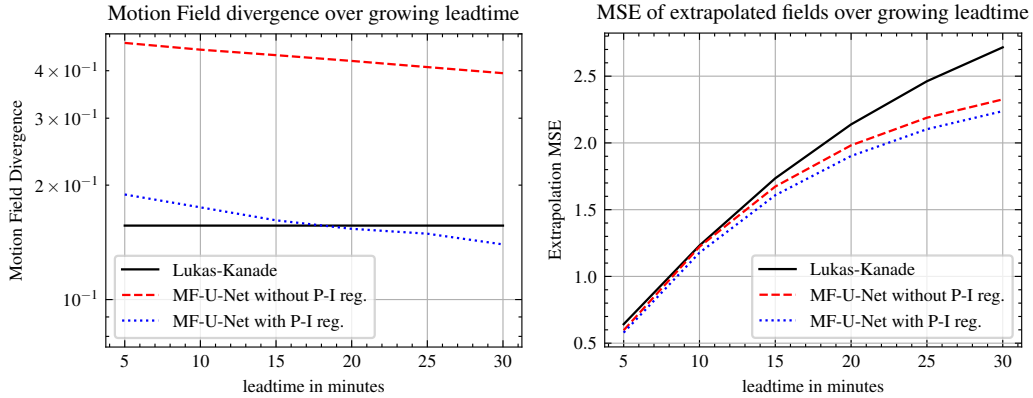 Motion Field divergence over growing leadtime
Motion Field Divergence
4 × 10⁻¹
3 × 10⁻¹
2 × 10⁻¹
10⁻¹
Lukas-Kanade
MF-U-Net without P-I reg.
MF-U-Net with P-I reg.
5 10 15 20 25 30
leadtime in minutes
MSE of extrapolated fields over growing leadtime
Extrapolation MSE
2.5
2.0
1.5
1.0
0.5
Lukas-Kanade
MF-U-Net without P-I reg.
MF-U-Net with P-I reg.
5 10 15 20 25 30
leadtime in minutes